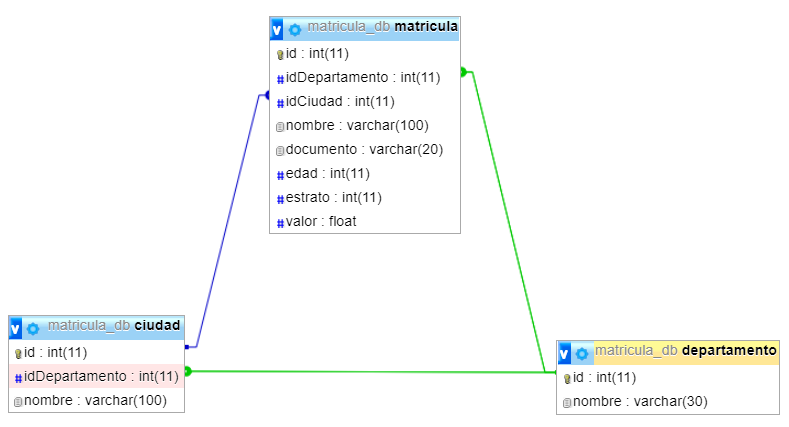 v matricula_db matricula
id : int(11)
# idDepartamento : int(11)
# idCiudad : int(11)
nombre : varchar(100)
documento : varchar(20)
# edad : int(11)
# estrato : int(11)
# valor : float
v matricula_db ciudad
id : int(11)
# idDepartamento : int(11)
nombre : varchar(100)
v matricula_db departamento
id : int(11)
nombre : varchar(30)